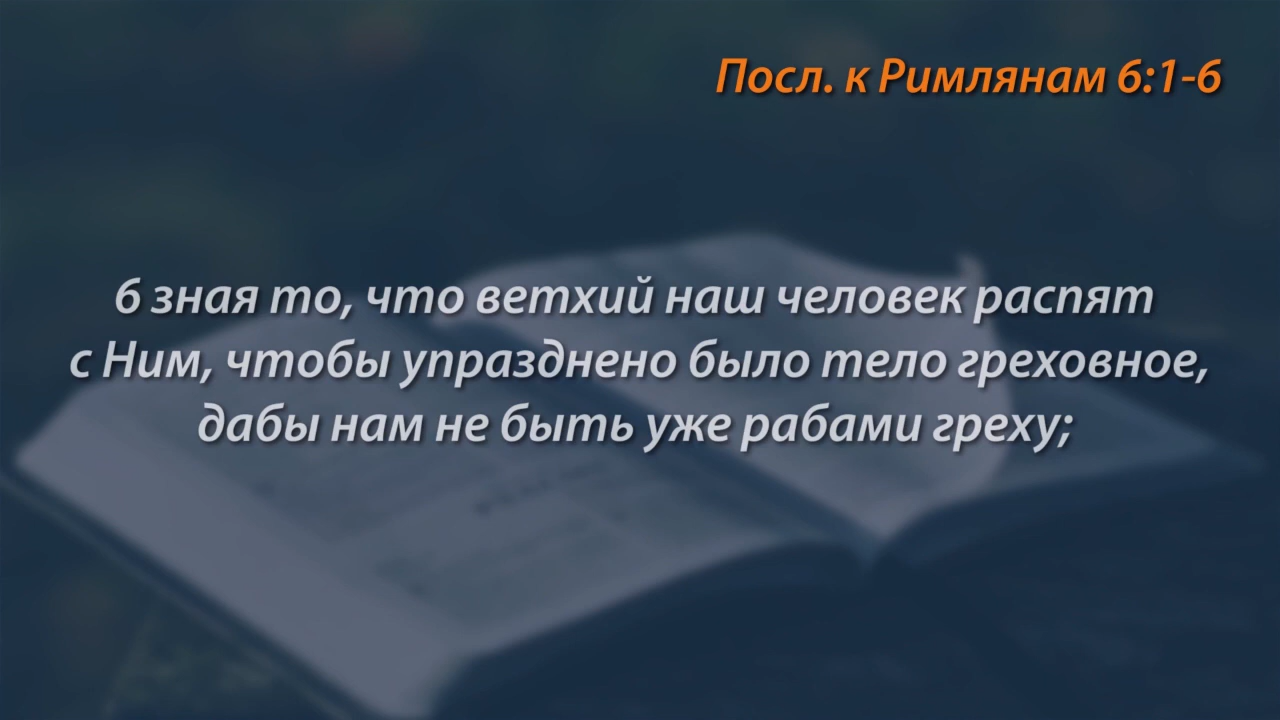 Посл. к Римлянам 6:1-6
6 зная то, что ветхий наш человек распят
с Ним, чтобы упразднено было тело греховное,
дабы нам не быть уже рабами греху;